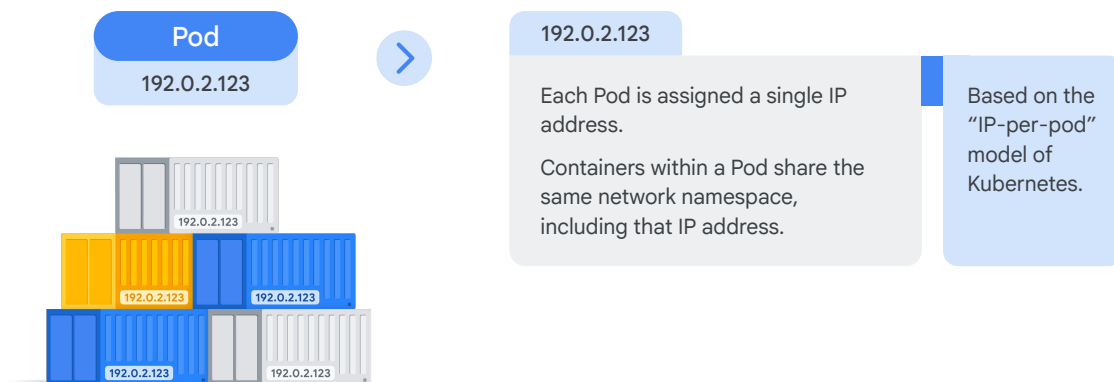 Pod
192.0.2.123
192.0.2.123
Each Pod is assigned a single IP
address.
Containers within a Pod share the
same network namespace,
including that IP address.
Based on the
“IP-per-pod”
model of
Kubernetes.
192.0.2.123
192.0.2.123
192.0.2.123
192.0.2.123
192.0.2.123